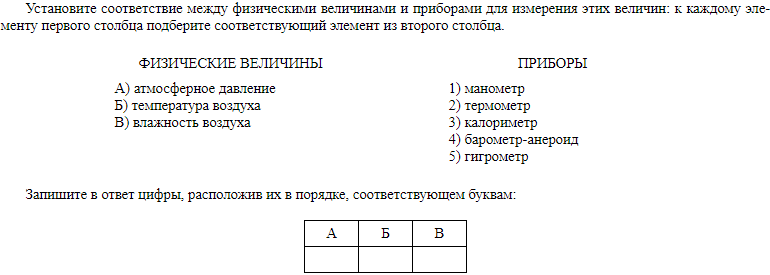 Установите соответствие между физическими величинами и приборами для измерения этих величин: к каждому эле-
менту первого столбца подберите соответствующий элемент из второго столбца.
ФИЗИЧЕСКИЕ ВЕЛИЧИНЫ
А) атмосферное давление
Б) температура воздуха
В) влажность воздуха
ПРИБОРЫ
1) манометр
2) термометр
3) калориметр
4) барометр-анероид
5) гигрометр
Запишите в ответ цифры, расположив их в порядке, соответствующем буквам:
А Б В